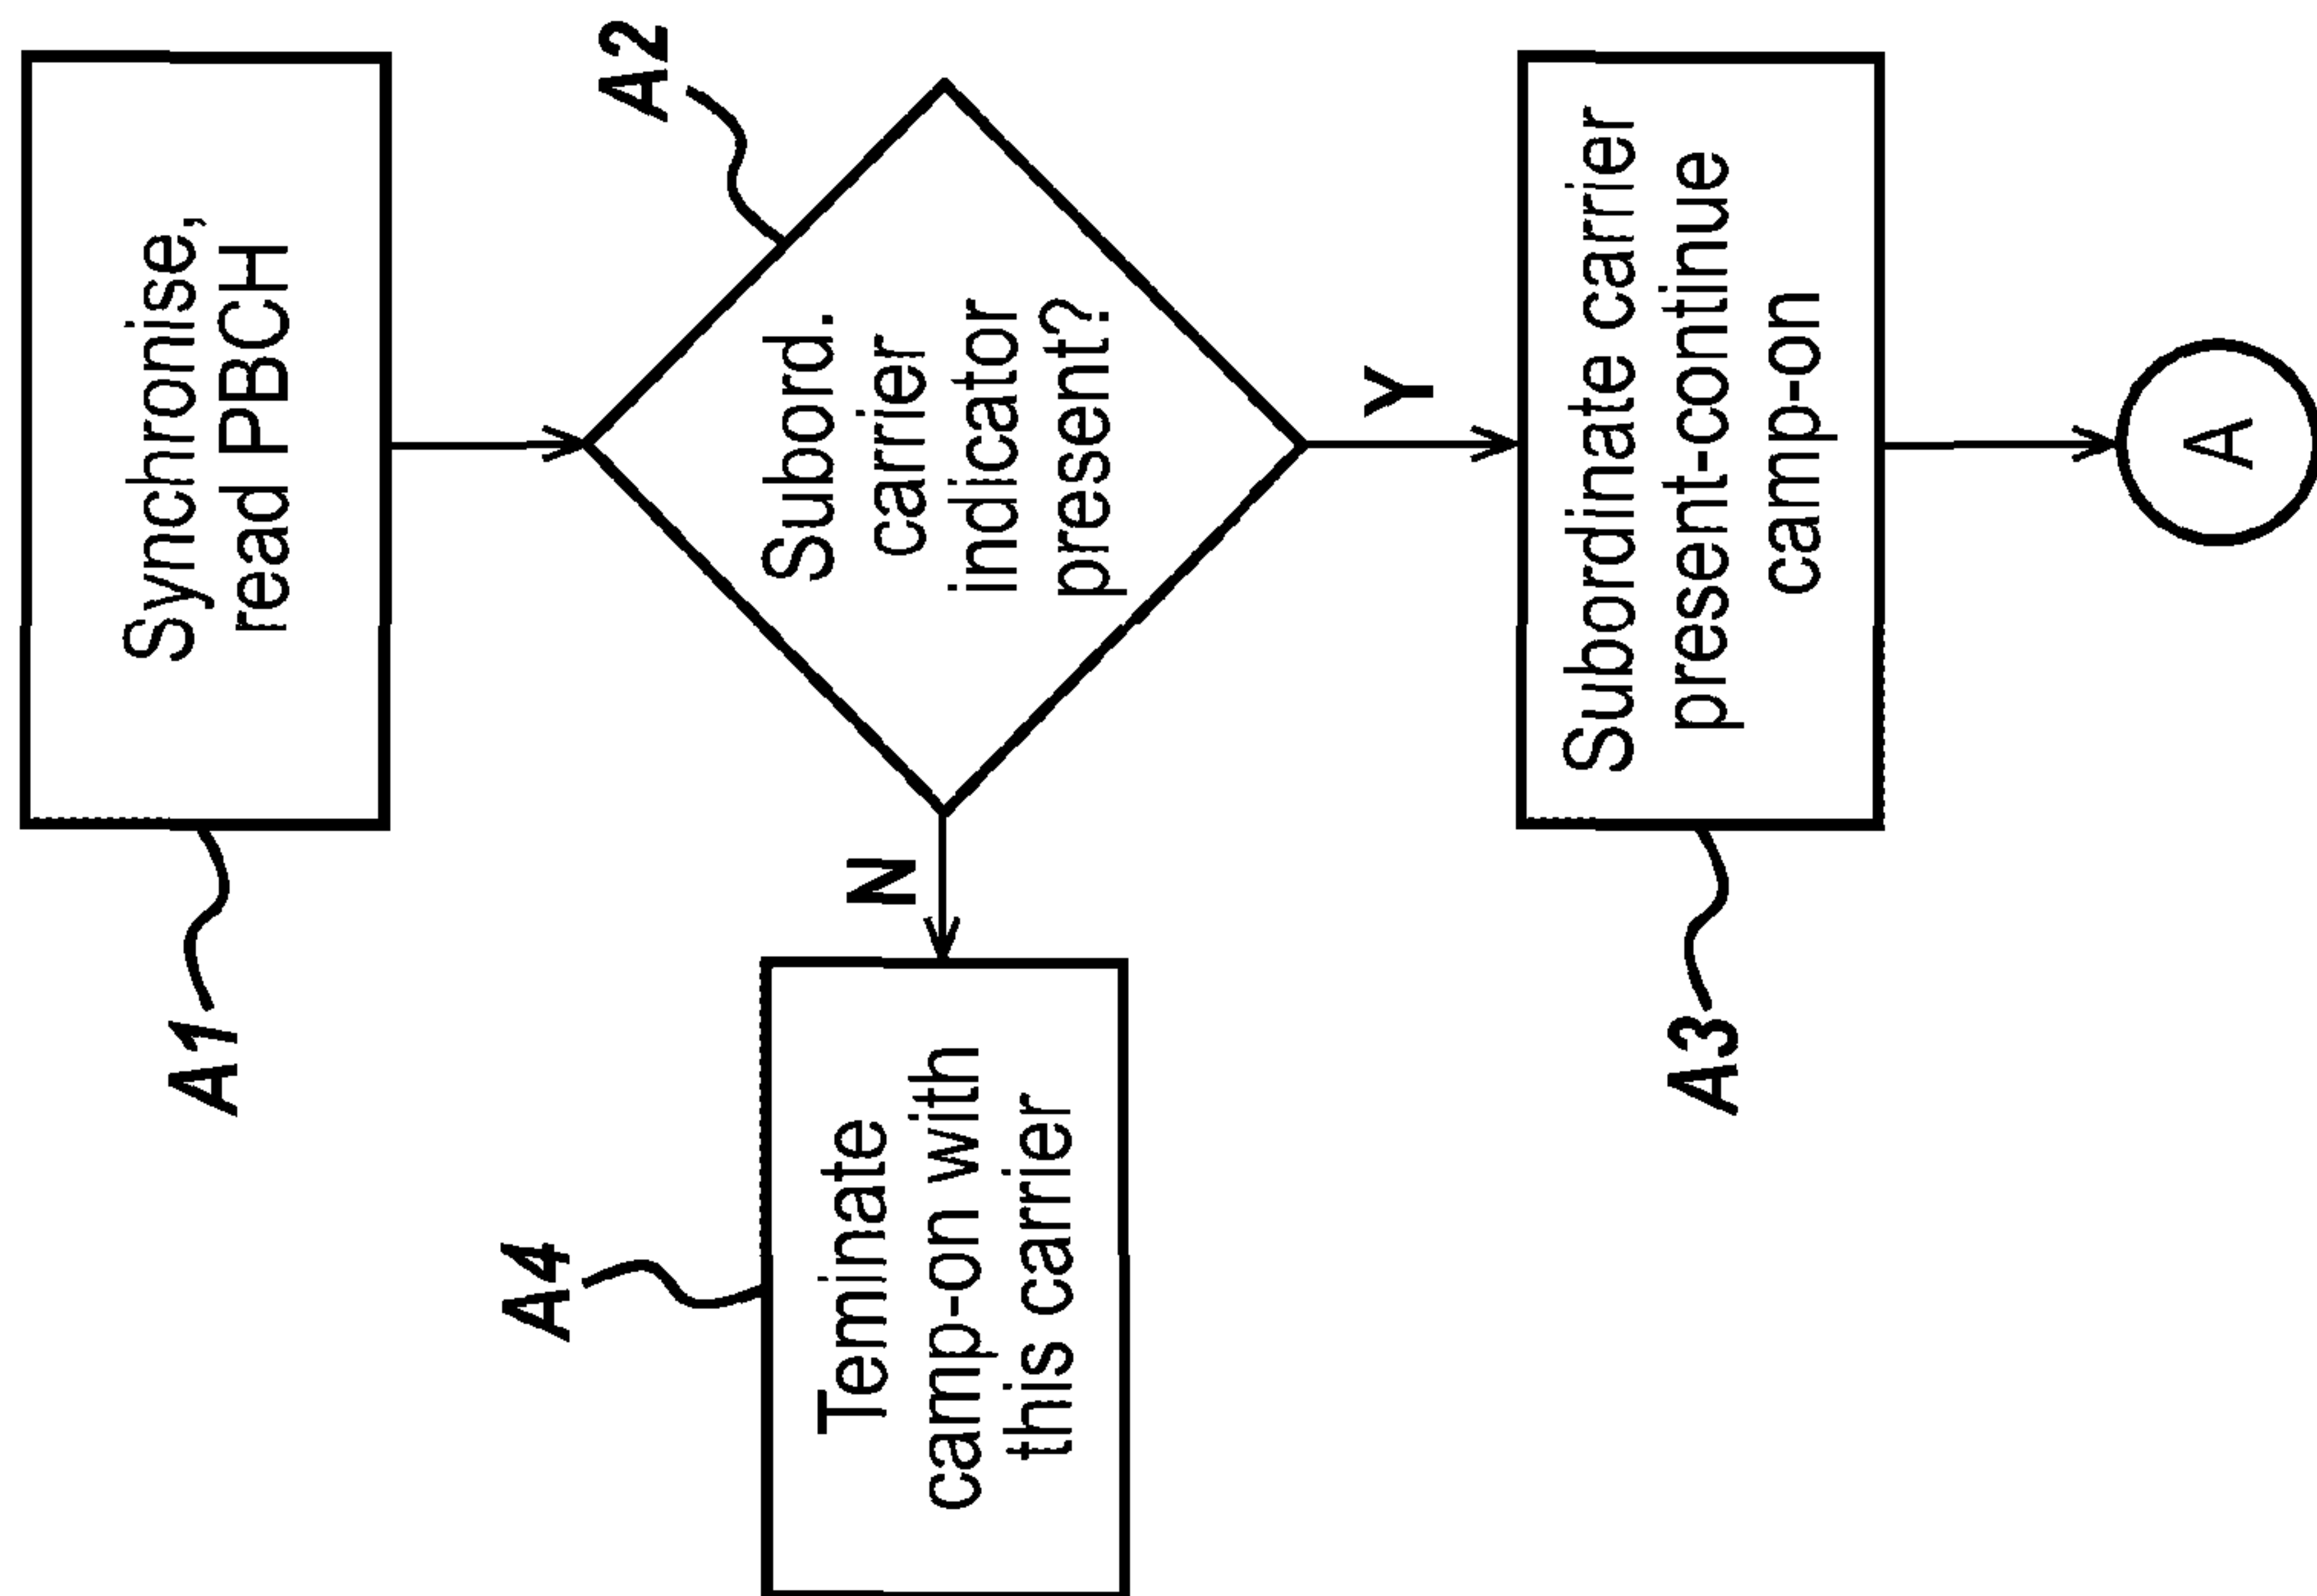 A1
Synchromise,
read PBCH
A2
Subord.
carrier
indicator
present?
N
Y
A4
Teminate
camp-on with
this carrier
A3
Subordinate carrier
present-continue
camp-on
A